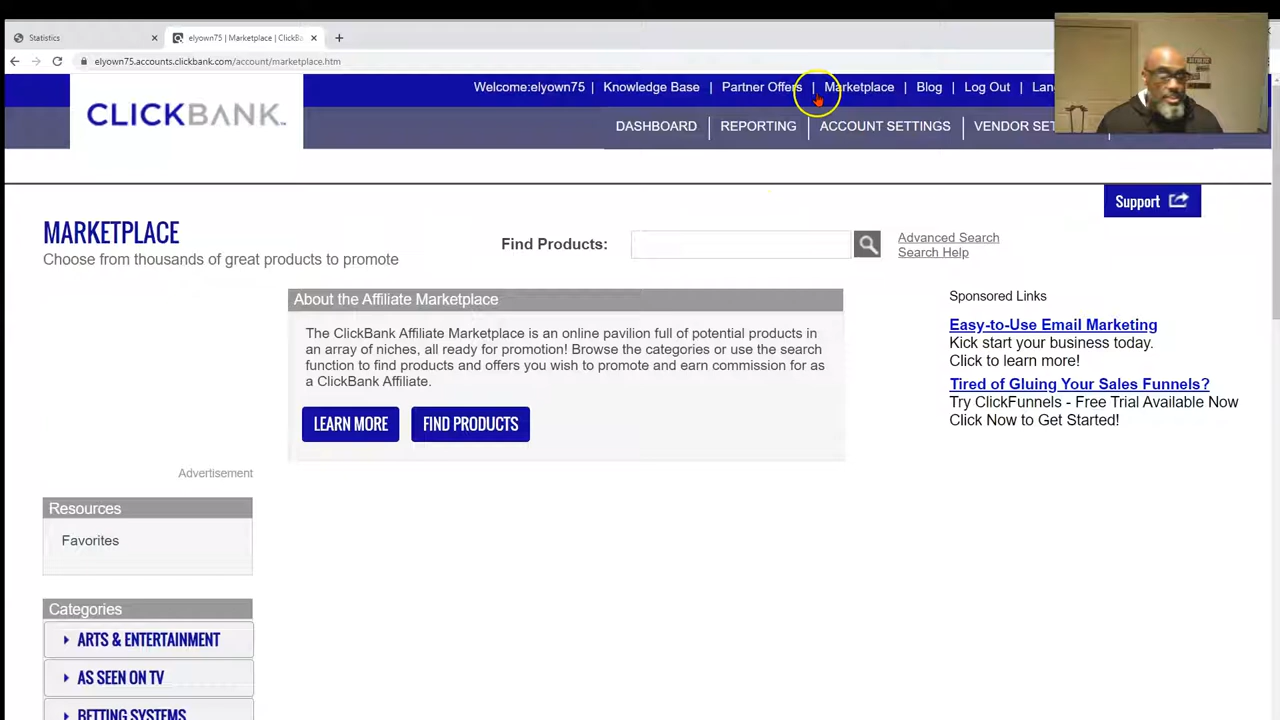 Statistics
elyown75 | Marketplace | ClickBa
elyown75.accounts.clickbank.com/account/marketplace.htm
Welcome:elyown75 | Knowledge Base | Partner Offers | Marketplace | Blog | Log Out | Lan
CLICKBANK
DASHBOARD | REPORTING | ACCOUNT SETTINGS | VENDOR SET
Support
MARKETPLACE
Choose from thousands of great products to promote
Find Products:
Advanced Search
Search Help
About the Affiliate Marketplace
The ClickBank Affiliate Marketplace is an online pavilion full of potential products in
an array of niches, all ready for promotion! Browse the categories or use the search
function to find products and offers you wish to promote and earn commission for as
a ClickBank Affiliate.
LEARN MORE
FIND PRODUCTS
Sponsored Links
Easy-to-Use Email Marketing
Kick start your business today.
Click to learn more!
Tired of Gluing Your Sales Funnels?
Try ClickFunnels - Free Trial Available Now
Click Now to Get Started!
Advertisement
Resources
Favorites
Categories
ARTS & ENTERTAINMENT
AS SEEN ON TV
BETTING SYSTEMS